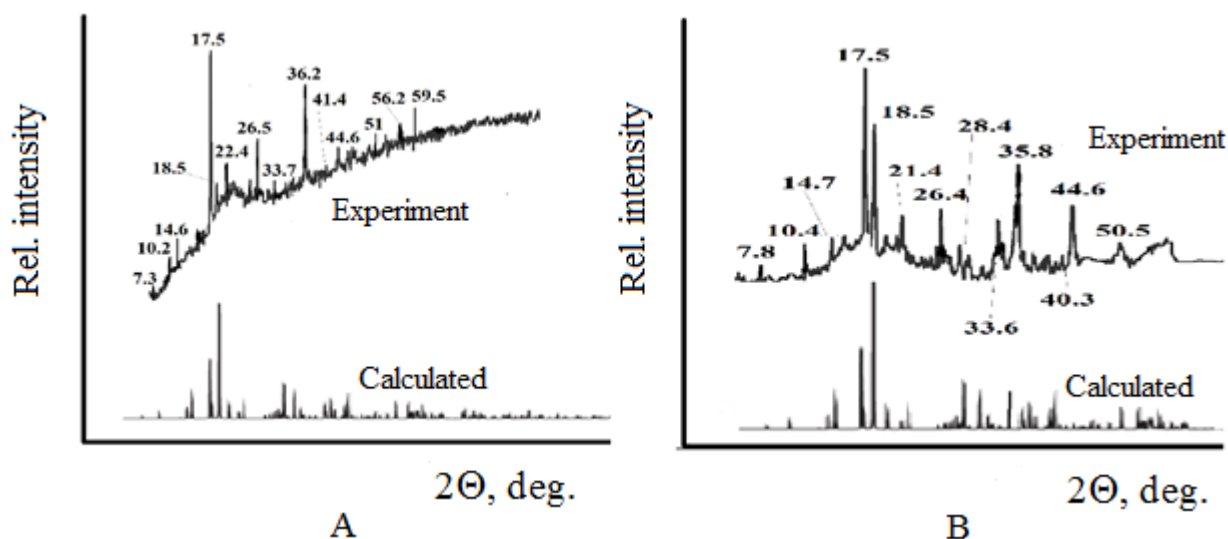 Rel. intensity
17.5
36.2
41.4
56.2
59.5
26.5
51
44.6
22.4
18.5
33.7
14.6
10.2
7.3
Experiment
Calculated
2Θ, deg.
A
Rel. intensity
17.5
18.5
28.4
35.8
Experiment
14.7
21.4
26.4
44.6
10.4
7.8
50.5
40.3
33.6
Calculated
2Θ, deg.
B